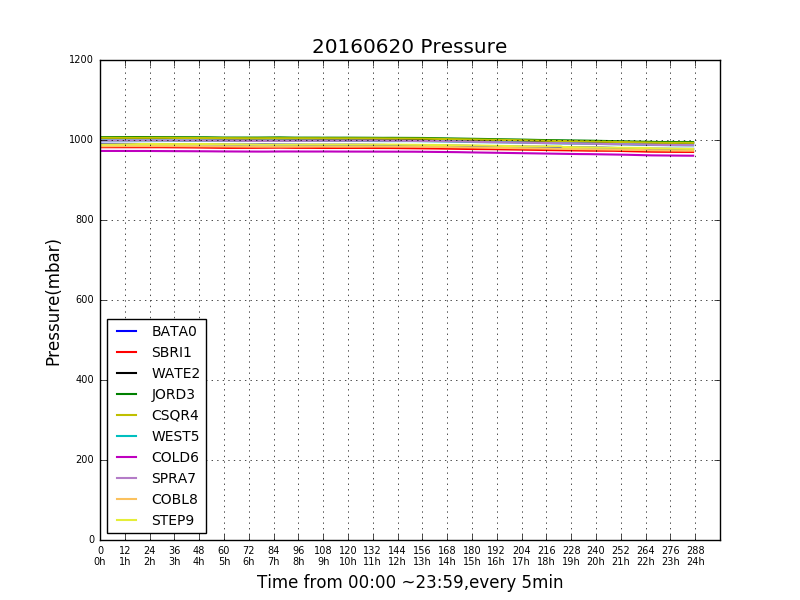 20160620 Pressure
1200
1000
800
600
400
200
0
Pressure(mbar)
BATA0
SBRI1
WATE2
JORD3
CSQR4
WEST5
COLD6
SPRA7
COBL8
STEP9
0 12 24 36 48 60 72 84 96 108 120 132 144 156 168 180 192 204 216 228 240 252 264 276 288
0h 1h 2h 3h 4h 5h 6h 7h 8h 9h 10h 11h 12h 13h 14h 15h 16h 17h 18h 19h 20h 21h 22h 23h 24h
Time from 00:00 ~23:59,every 5min